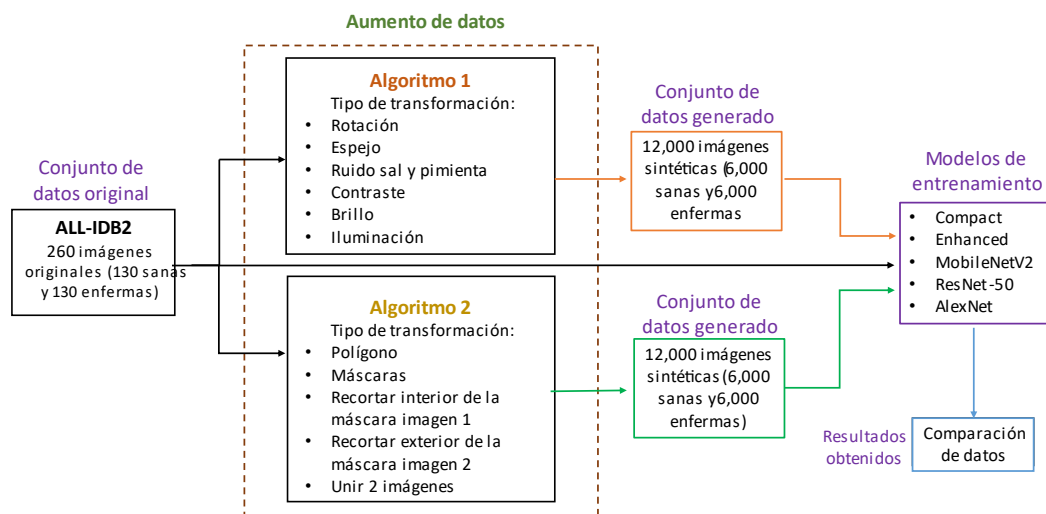 Aumento de datos
Conjunto de
datos original
ALL-IDB2
260 imágenes
originales (130 sanas
y 130 enfermas)
Algoritmo 1
Tipo de transformación:
• Rotación
• Espejo
• Ruido sal y pimienta
• Contraste
• Brillo
• Iluminación
Algoritmo 2
Tipo de transformación:
• Polígono
• Máscaras
• Recortar interior de la
máscara imagen 1
• Recortar exterior de la
máscara imagen 2
• Unir 2 imágenes
Conjunto de
datos generado
12,000 imágenes
sintéticas (6,000
sanas y6,000
enfermas
Conjunto de
datos generado
12,000 imágenes
sintéticas (6,000
sanas y6,000
enfermas)
Modelos de
entrenamiento
• Compact
• Enhanced
• MobileNetV2
• ResNet-50
• AlexNet
Resultados
obtenidos
Comparación
de datos